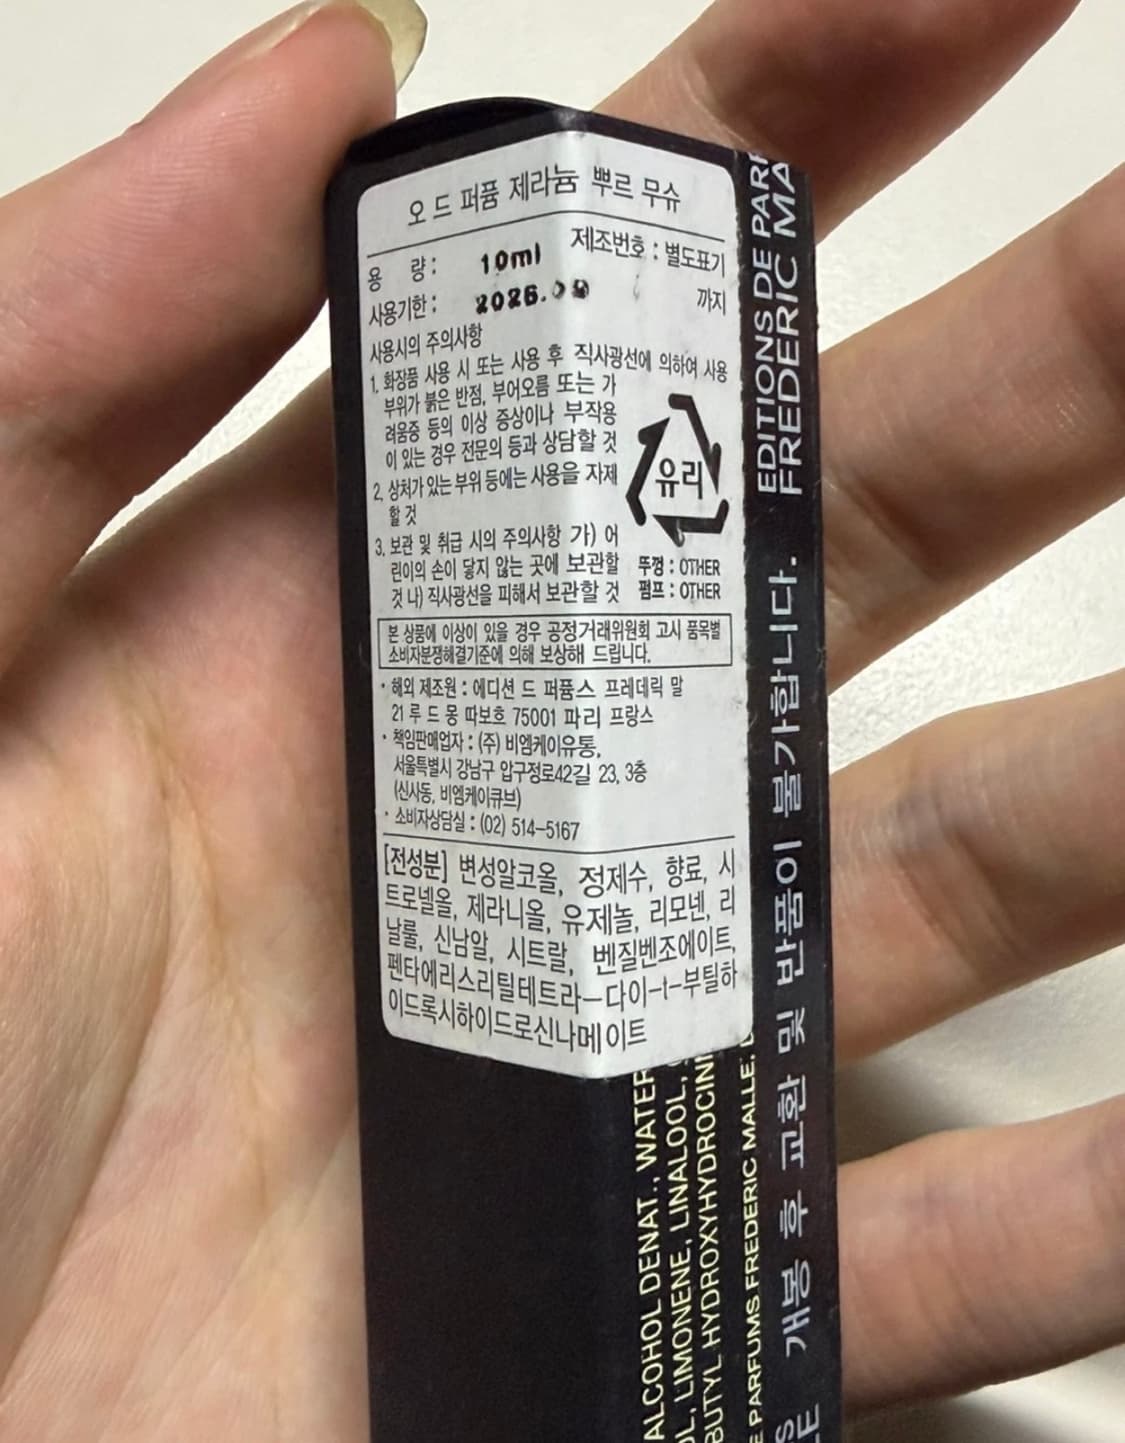 오 드 퍼퓸 제라늄 뿌르 무슈
용 량 : 10ml 제조번호 : 별도표기
사용기한 : 2026.09 까지
사용시의 주의사항
1. 화장품 사용 시 또는 사용 후 직사광선에 의하여 사용
부위가 붉은 반점, 부어오름 또는 가
려움증 등의 이상 증상이나 부작용
이 있는 경우 전문의 등과 상담할 것
2. 상처가 있는 부위 등에는 사용을 자제
할 것
3. 보관 및 취급 시의 주의사항 가) 어
린이의 손이 닿지 않는 곳에 보관할
것 나) 직사광선을 피해서 보관할 것
유리
뚜껑 : OTHER
펌프 : OTHER
본 상품에 이상이 있을 경우 공정거래위원회 고시 품목별
소비자분쟁해결기준에 의해 보상해 드립니다.
· 해외 제조원 : 에디션 드 퍼퓸스 프레데릭 말
21 루 드 몽 따보흐 75001 파리 프랑스
· 책임판매업자 : (주) 비엠케이유통,
서울특별시 강남구 압구정로42길 23, 3층
(신사동, 비엠케이큐브)
· 소비자상담실 : (02) 514-5167
[전성분] 변성알코올, 정제수, 향료, 시
트로넬올, 제라니올, 유제놀, 리모넨, 리
날룰, 신남알, 시트랄, 벤질벤조에이트,
펜타에리스리틸테트라-다이-t-부틸하
이드록시하이드로신나메이트
ALCOHOL DENAT., WATER
LIMONENE, LINALOOL,
BUTYL HYDROXYHYDROCINN
PARFUMS FREDERIC MALLE,
EDITIONS DE PARF
FREDERIC MA
개봉 후 교환 및 반품이 불가합니다.